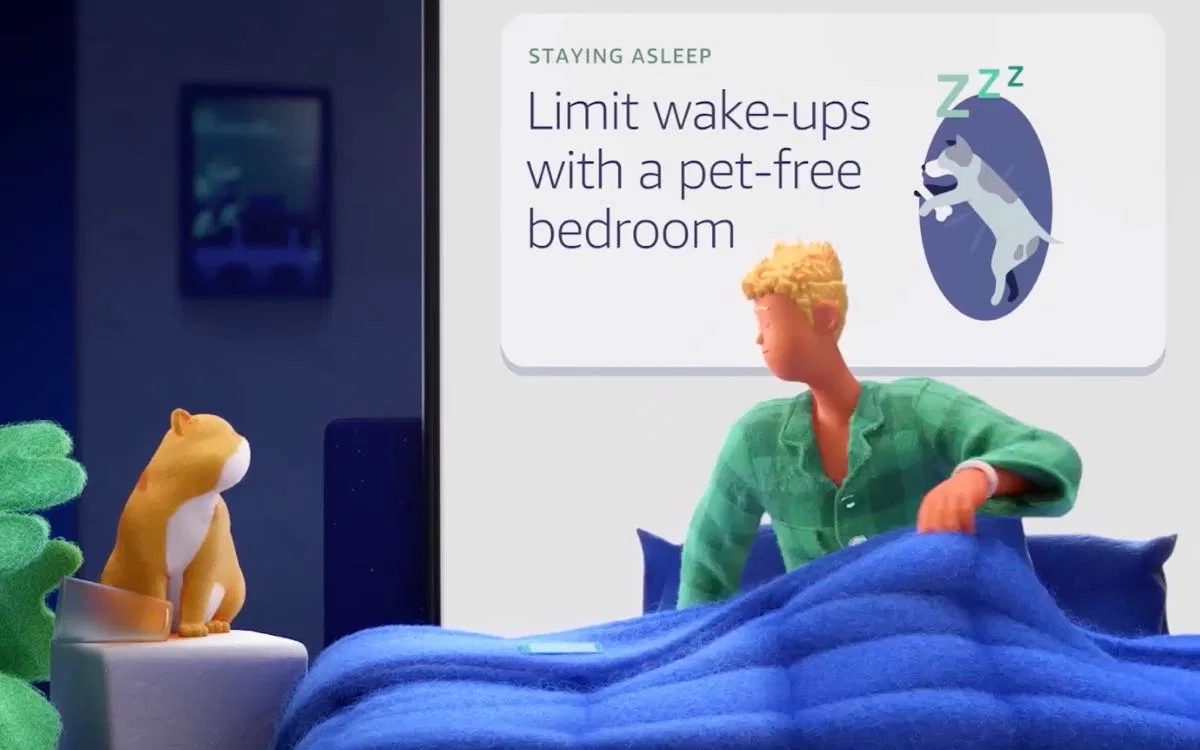 STAYING ASLEEP
Limit wake-ups
with a pet-free
bedroom
Z Z Z